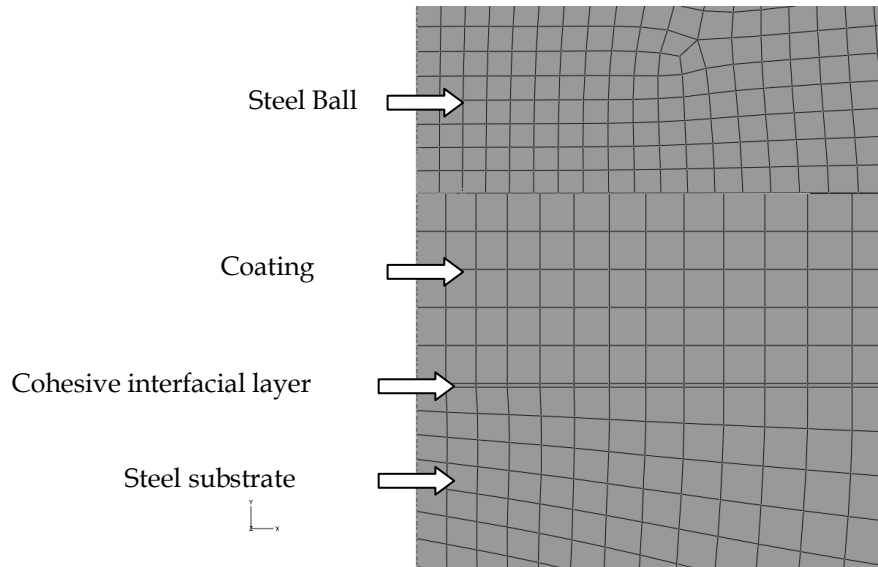 Steel Ball
Coating
Cohesive interfacial layer
Steel substrate
Y
Z X